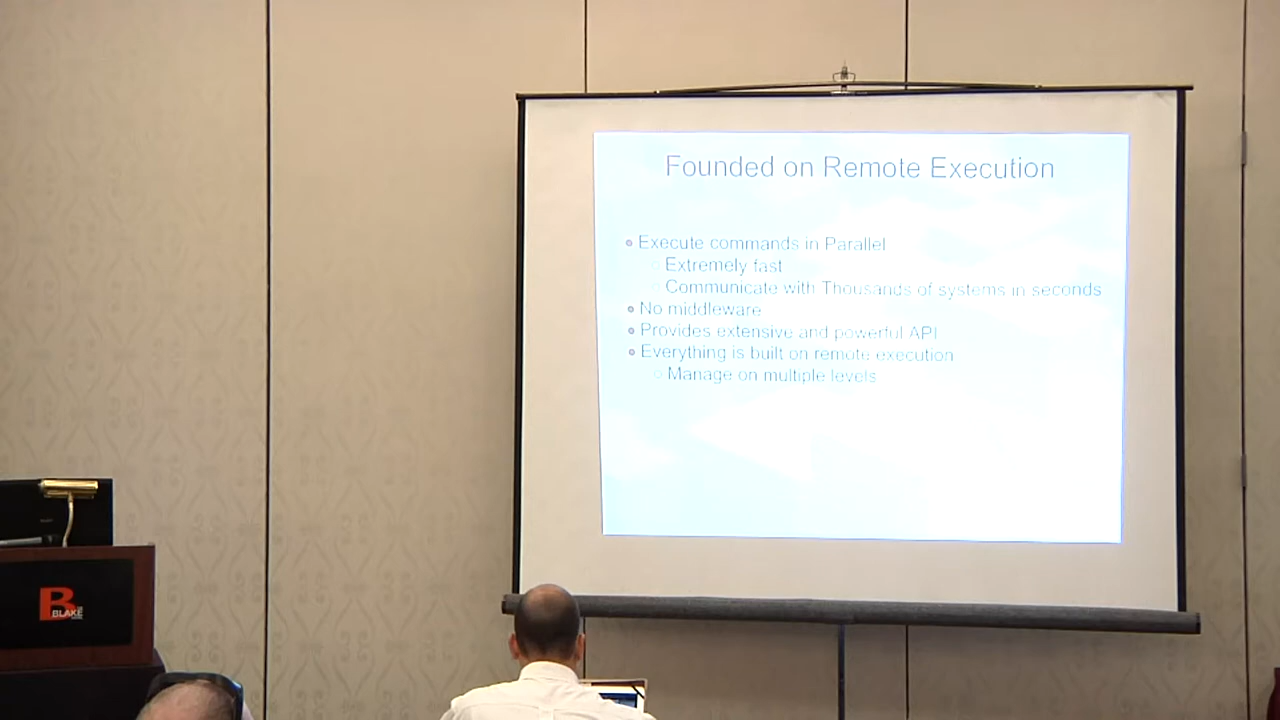 Founded on Remote Execution
Execute commands in Parallel
Extremely fast
Communicate with Thousands of systems in seconds
No middleware
Provides extensive and powerful API
Everything is built on remote execution
Manage on multiple levels
B
BLAKE